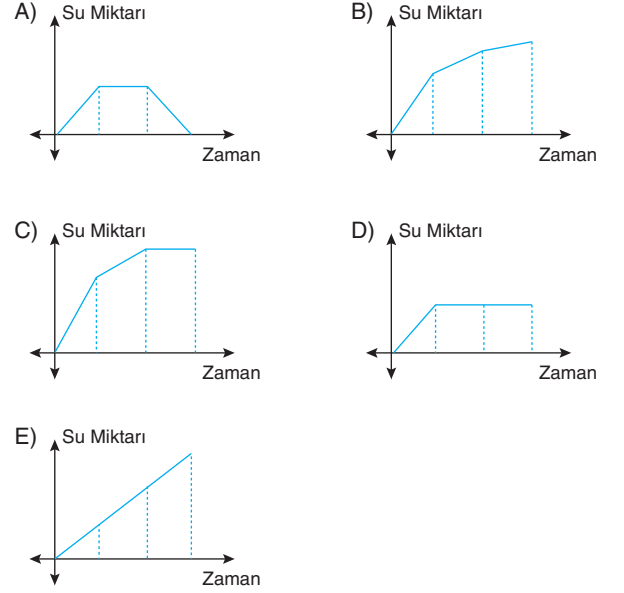 A) Su Miktarı
Zaman
B) Su Miktarı
Zaman
C) Su Miktarı
Zaman
D) Su Miktarı
Zaman
E) Su Miktarı
Zaman